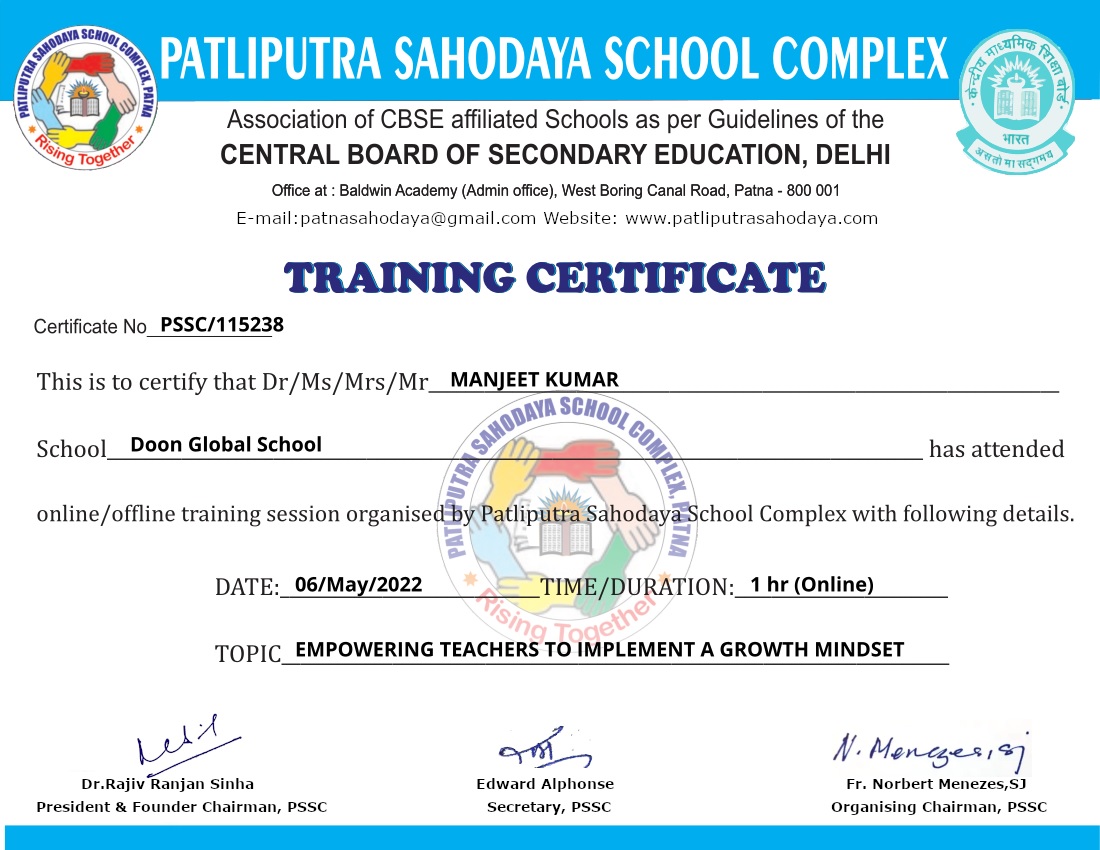 PATLIPUTRA SAHODAYA SCHOOL COMPLEX, PATNA
Rising Together
PATLIPUTRA SAHODAYA SCHOOL COMPLEX
केन्द्रीय माध्यमिक शिक्षा बोर्ड
भारत
असतो मा सद्गमय
Association of CBSE affiliated Schools as per Guidelines of the
CENTRAL BOARD OF SECONDARY EDUCATION, DELHI
Office at : Baldwin Academy (Admin office), West Boring Canal Road, Patna - 800 001
E-mail:patnasahodaya@gmail.com Website: www.patliputrasahodaya.com
TRAINING CERTIFICATE
Certificate No PSSC/115238
This is to certify that Dr/Ms/Mrs/Mr MANJEET KUMAR
School Doon Global School has attended
PATLIPUTRA SAHODAYA SCHOOL COMPLEX, PATNA
online/offline training session organised by Patliputra Sahodaya School Complex with following details.
DATE: 06/May/2022 TIME/DURATION: 1 hr (Online)
Rising Together
TOPIC EMPOWERING TEACHERS TO IMPLEMENT A GROWTH MINDSET
N. Menezes, sj
Dr.Rajiv Ranjan Sinha Edward Alphonse Fr. Norbert Menezes,SJ
President & Founder Chairman, PSSC Secretary, PSSC Organising Chairman, PSSC